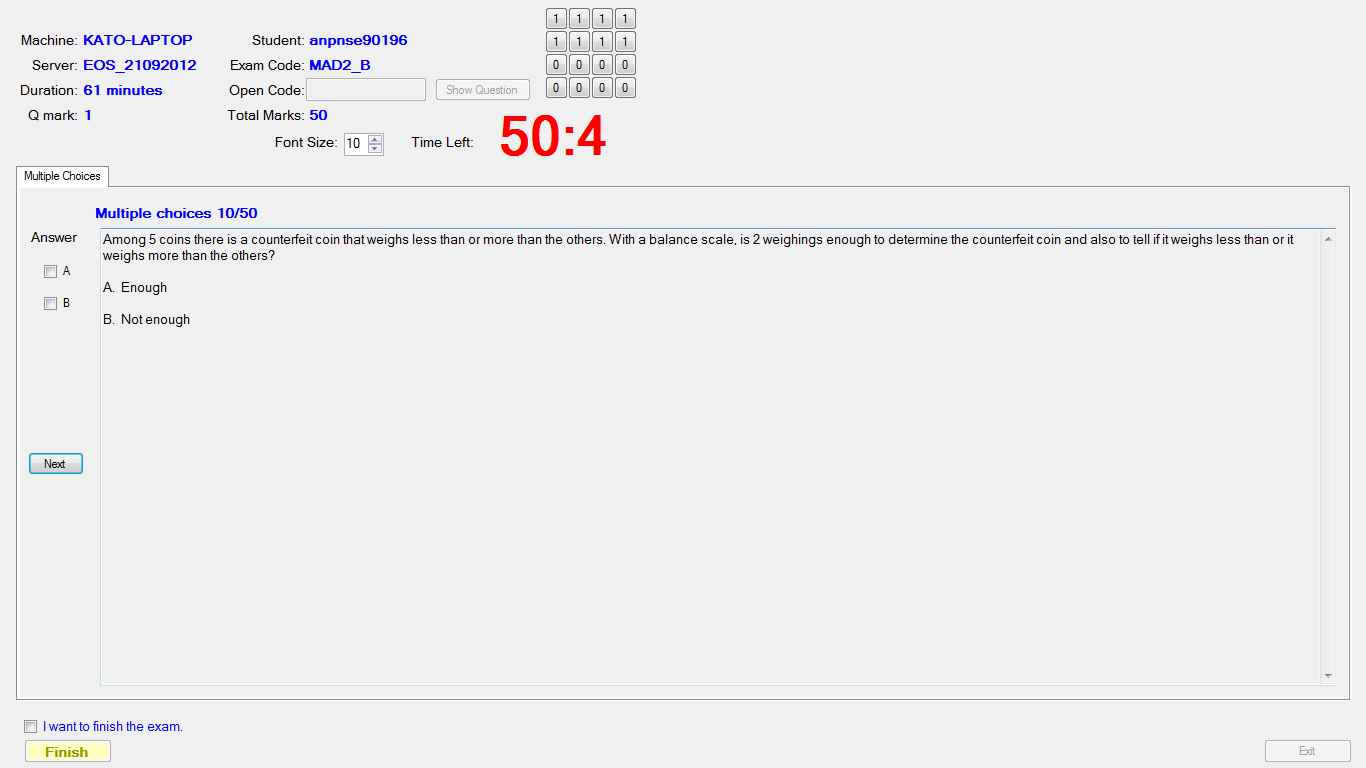 1 1 1 1
Machine: KATO-LAPTOP Student: anpnse90196 1 1 1 1
Server: EOS_21092012 Exam Code: MAD2_B 0 0 0 0
Duration: 61 minutes Open Code: Show Question 0 0 0 0
Q mark: 1 Total Marks: 50
Font Size: 10 Time Left: 50:4
Multiple Choices
Multiple choices 10/50
Answer
Among 5 coins there is a counterfeit coin that weighs less than or more than the others. With a balance scale, is 2 weighings enough to determine the counterfeit coin and also to tell if it weighs less than or it
weighs more than the others?
A
A. Enough
B
B. Not enough
Next
I want to finish the exam.
Finish
Exit